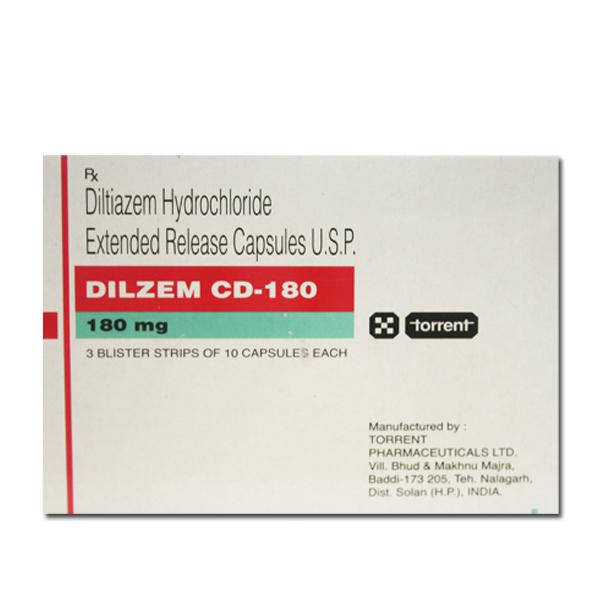 Rx
Diltiazem Hydrochloride
Extended Release Capsules U.S.P.
DILZEM CD-180
180 mg
torrent
3 BLISTER STRIPS OF 10 CAPSULES EACH
Manufactured by :
TORRENT
PHARMACEUTICALS LTD.
Vill. Bhud & Makhnu Majra,
Baddi-173 205, Teh. Nalagarh,
Dist. Solan (H.P.), INDIA.